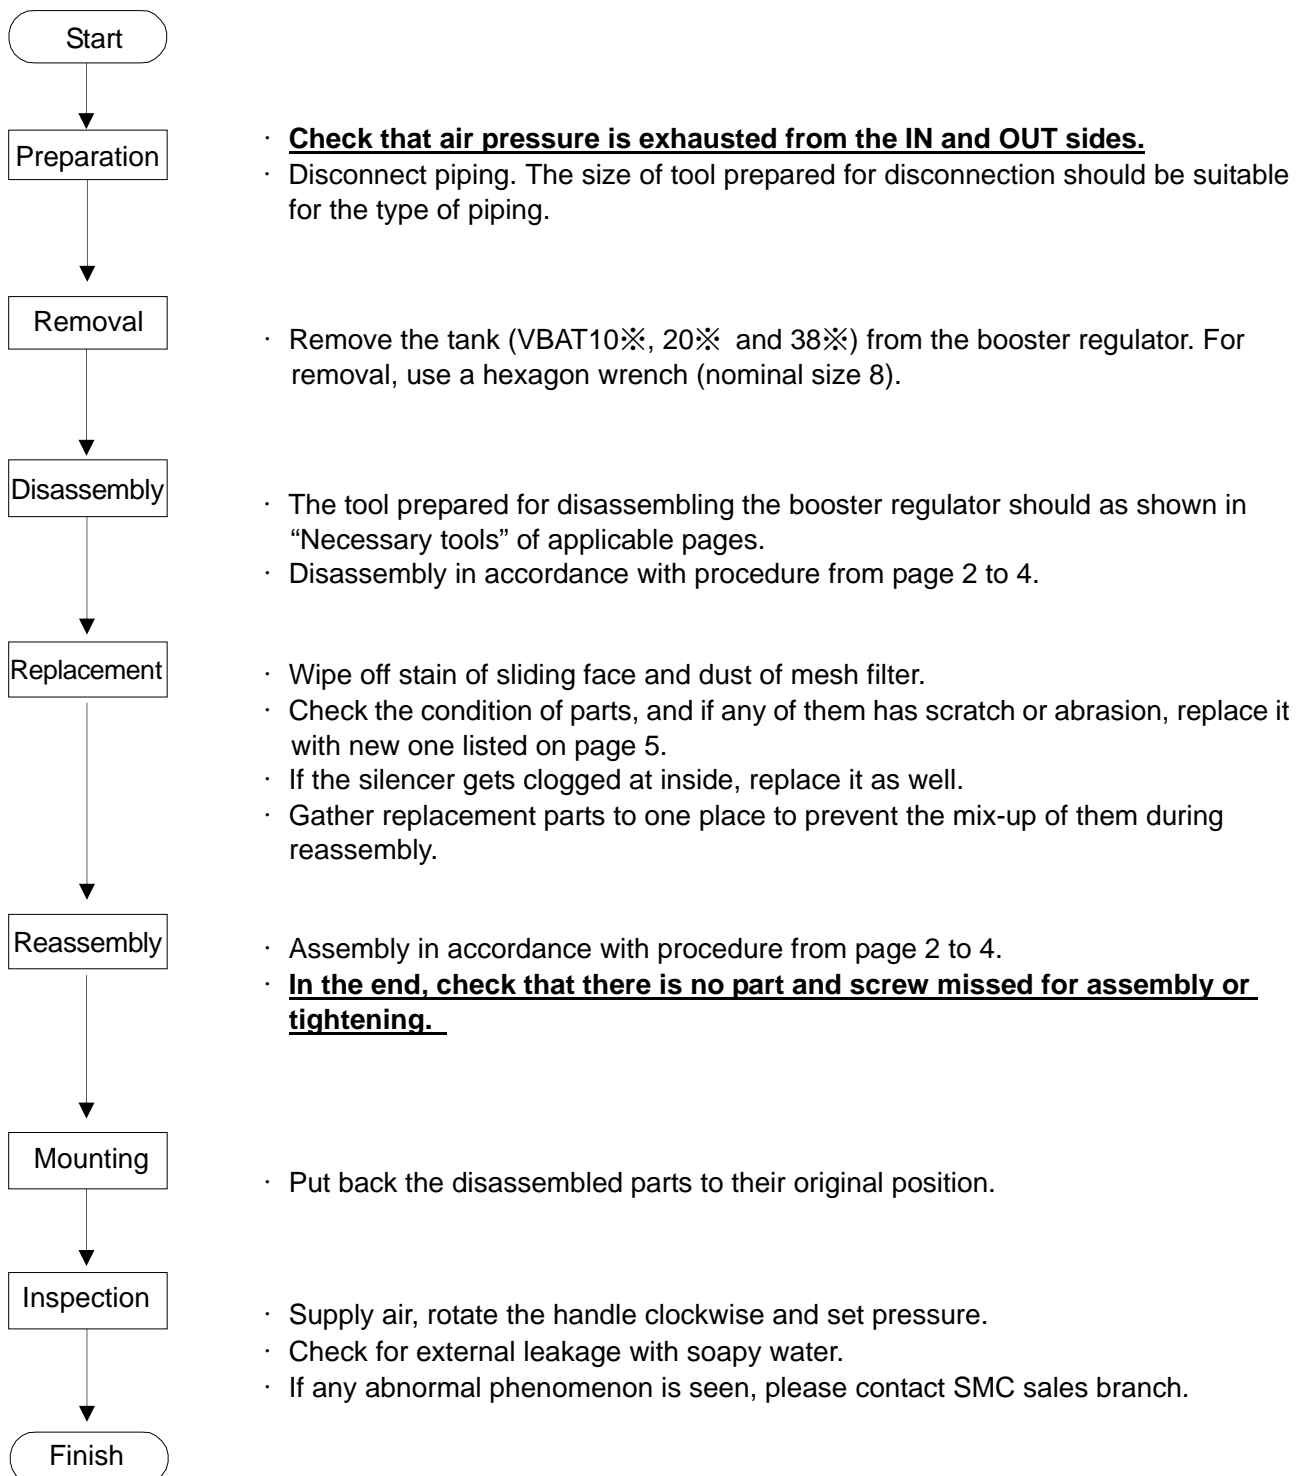 Start
Preparation
· Check that air pressure is exhausted from the IN and OUT sides.
· Disconnect piping. The size of tool prepared for disconnection should be suitable
for the type of piping.
Removal
· Remove the tank (VBAT10※, 20※ and 38※) from the booster regulator. For
removal, use a hexagon wrench (nominal size 8).
Disassembly
· The tool prepared for disassembling the booster regulator should as shown in
“Necessary tools” of applicable pages.
· Disassembly in accordance with procedure from page 2 to 4.
Replacement
· Wipe off stain of sliding face and dust of mesh filter.
· Check the condition of parts, and if any of them has scratch or abrasion, replace it
with new one listed on page 5.
· If the silencer gets clogged at inside, replace it as well.
· Gather replacement parts to one place to prevent the mix-up of them during
reassembly.
Reassembly
· Assembly in accordance with procedure from page 2 to 4.
· In the end, check that there is no part and screw missed for assembly or
tightening.
Mounting
· Put back the disassembled parts to their original position.
Inspection
· Supply air, rotate the handle clockwise and set pressure.
· Check for external leakage with soapy water.
· If any abnormal phenomenon is seen, please contact SMC sales branch.
Finish